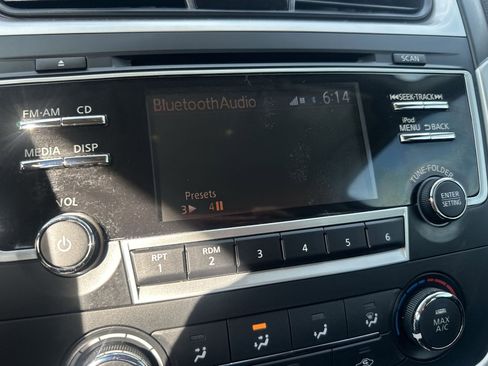 SCAN
BluetoothAudio 6:14
FM·AM CD
MEDIA DISP
VOL
Presets
3 4
RPT 1
RDM 2
3
4
5
6
SEEK·TRACK
iPod
MENU BACK
TUNE·FOLDER
ENTER
SETTING
MAX
A/C